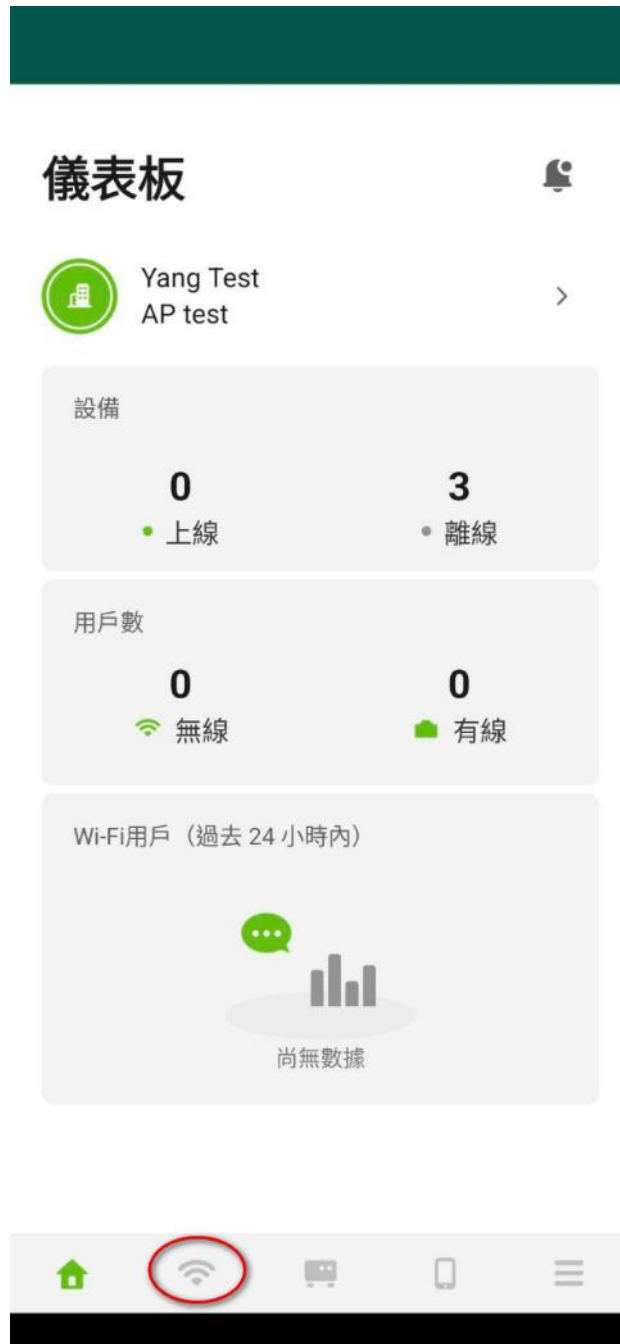 儀表板
Yang Test
AP test
設備
0
3
上線
離線
用戶數
0
0
無線
有線
Wi-Fi用戶（過去 24 小時內）
尚無數據